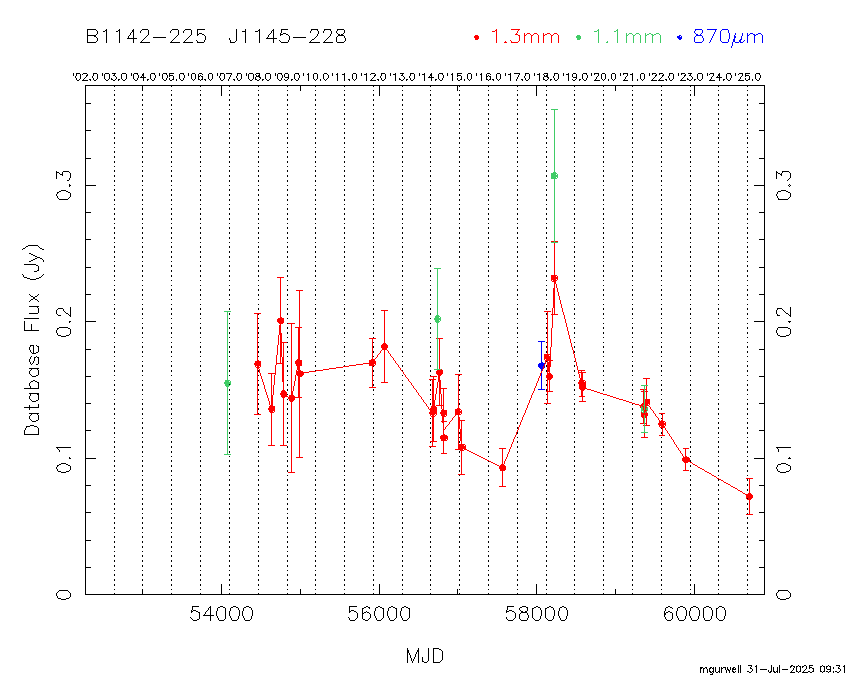 B1142-225 J1145-228 1.3mm 1.1mm 870μm
'02.0 '03.0 '04.0 '05.0 '06.0 '07.0 '08.0 '09.0 '10.0 '11.0 '12.0 '13.0 '14.0 '15.0 '16.0 '17.0 '18.0 '19.0 '20.0 '21.0 '22.0 '23.0 '24.0 '25.0
0.3 0.3
0.2 0.2
Database Flux (Jy)
0.1 0.1
0 0
54000 56000 58000 60000
MJD
mgurwell 31-Jul-2025 09:31